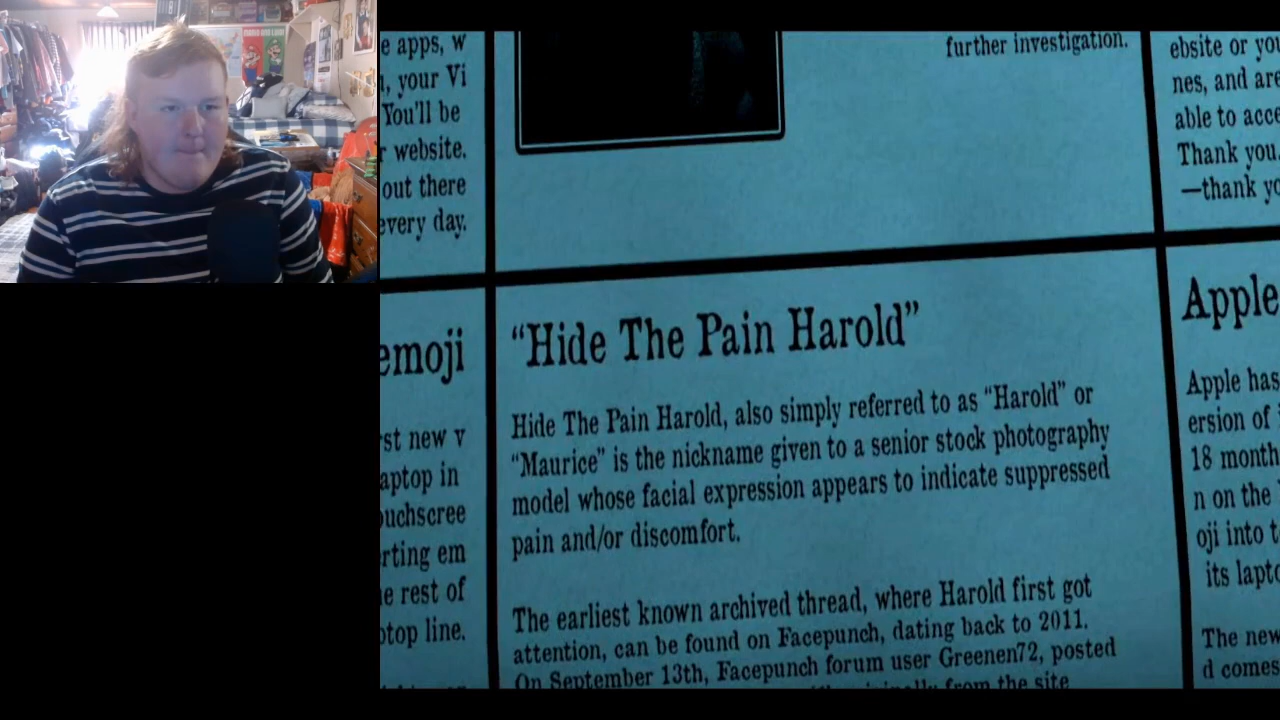 e apps, w
, your Vi
You'll be
r website.
out there
every day.
further investigation.
ebsite or you
nes, and are
able to acce
Thank you.
—thank yo
emoji
rst new v
aptop in
ouchscree
rting em
e rest of
ptop line.
“Hide The Pain Harold”
Hide The Pain Harold, also simply referred to as “Harold” or
“Maurice” is the nickname given to a senior stock photography
model whose facial expression appears to indicate suppressed
pain and/or discomfort.
The earliest known archived thread, where Harold first got
attention, can be found on Facepunch, dating back to 2011.
On September 13th, Facepunch forum user Greenen72, posted
from the site
Apple
Apple has
ersion of
18 month
n on the
oji into t
its lapto
The new
d comes